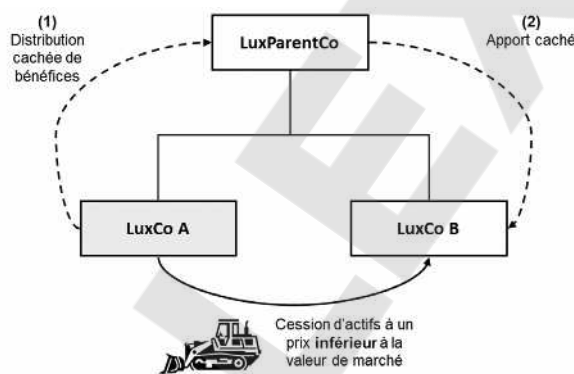 (1)
Distribution
cachée de
bénéfices
LuxParentCo
(2)
Apport caché
LuxCo A
LuxCo B
Cession d'actifs à un
prix inférieur à la
valeur de marché